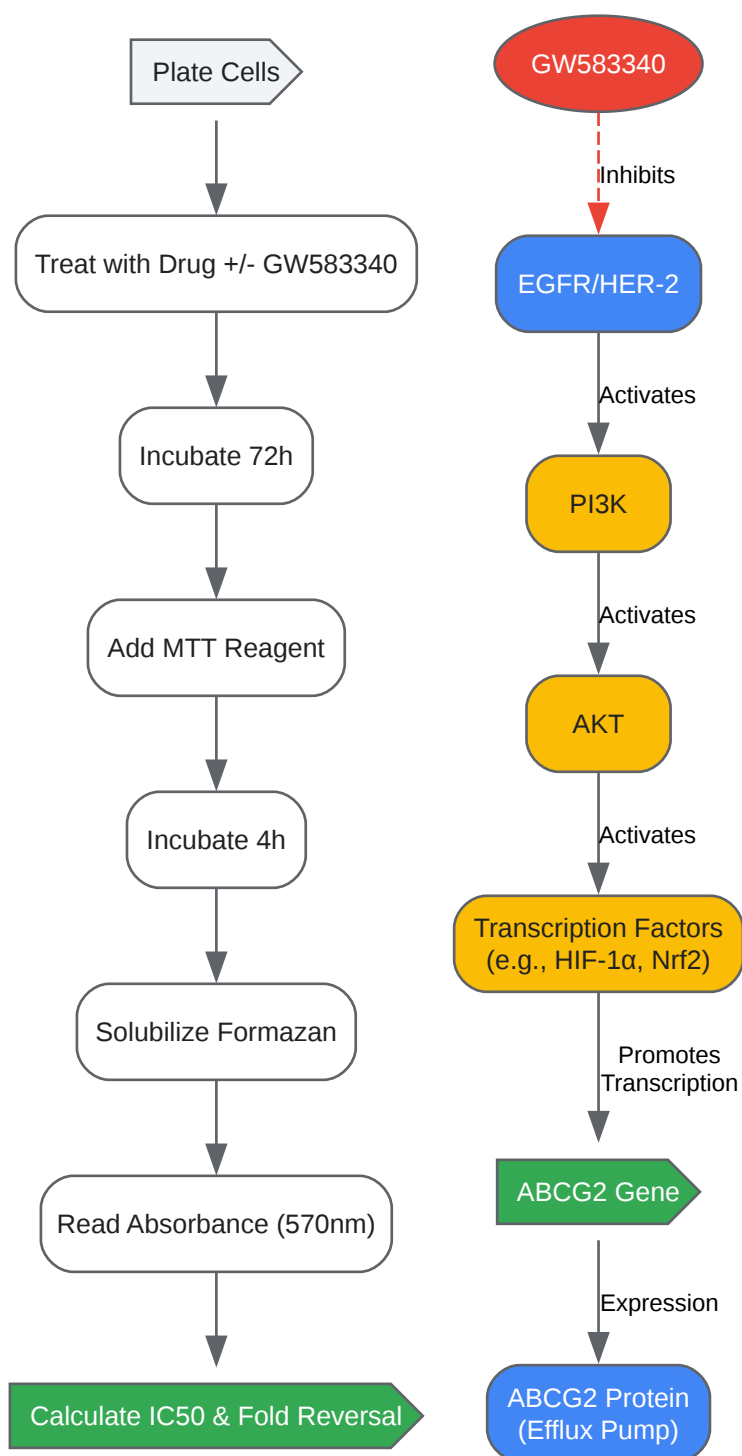 Plate Cells
Treat with Drug +/- GW583340
Incubate 72h
Add MTT Reagent
Incubate 4h
Solubilize Formazan
Read Absorbance (570nm)
Calculate IC50 & Fold Reversal
GW583340
Inhibits
EGFR/HER-2
Activates
PI3K
Activates
AKT
Activates
Transcription Factors
(e.g., HIF-1α, Nrf2)
Promotes
Transcription
ABCG2 Gene
Expression
ABCG2 Protein
(Efflux Pump)